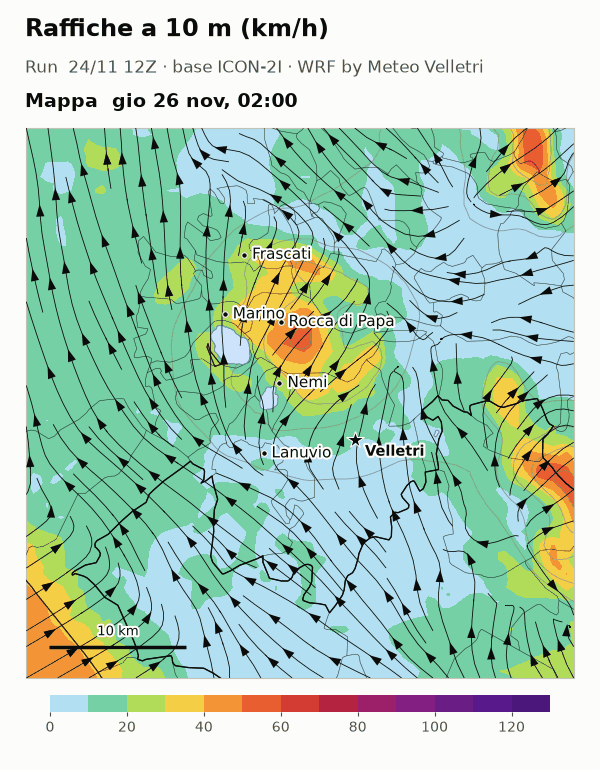 Raffiche a 10 m (km/h)
Run  24/11 12Z · base ICON-2I · WRF by Meteo Velletri
Mappa  gio 26 nov, 02:00
Frascati
Marino
Rocca di Papa
Nemi
Velletri
Lanuvio
10 km
0 20 40 60 80 100 120